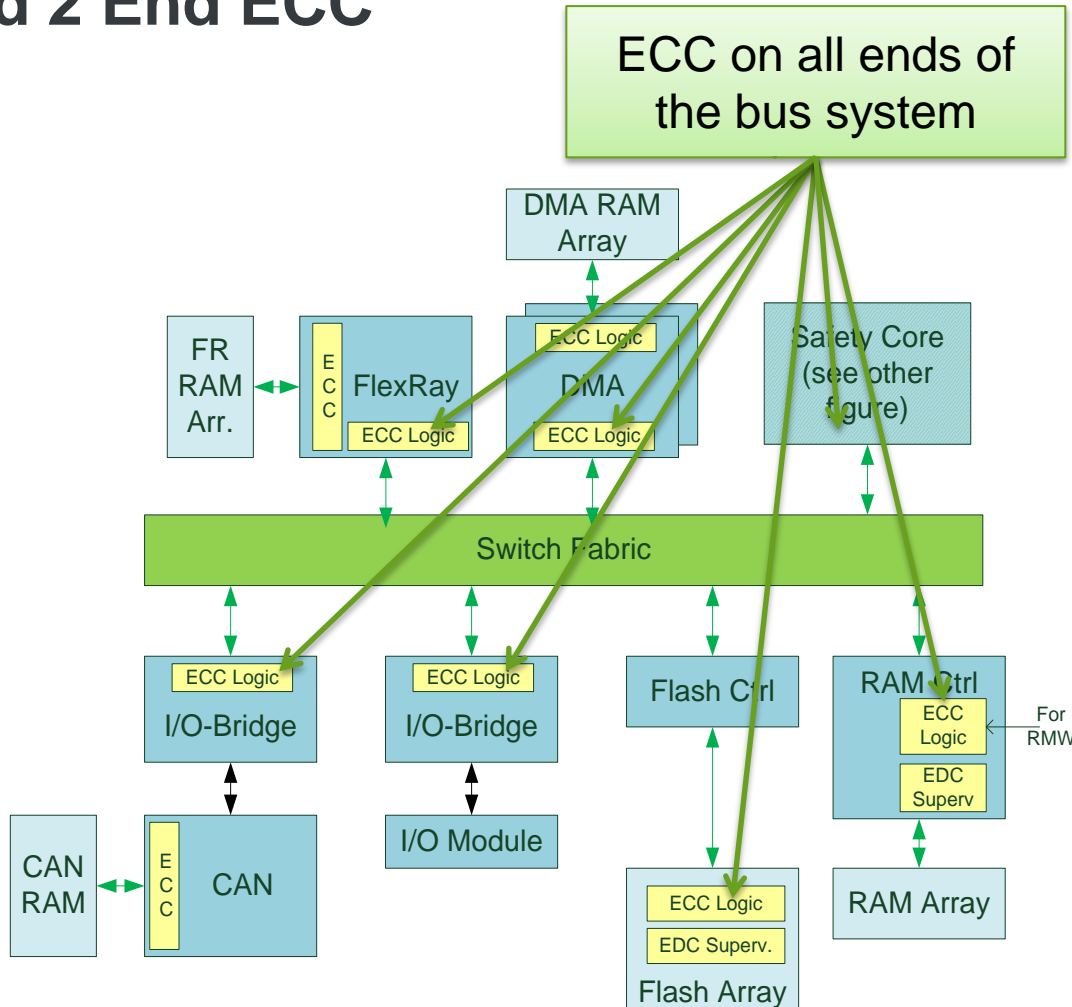 d 2 End ECC
ECC on all ends of
the bus system
DMA RAM
Array
FR
RAM
Arr.
E
C
C
FlexRay
ECC Logic
ECC Logic
DMA
ECC Logic
Safety Core
(see other
figure)
Switch Fabric
ECC Logic
I/O-Bridge
ECC Logic
I/O-Bridge
Flash Ctrl
RAM Ctrl
ECC
Logic
For
RMW
EDC
Superv
CAN
RAM
E
C
C
CAN
I/O Module
ECC Logic
EDC Superv.
Flash Array
RAM Array